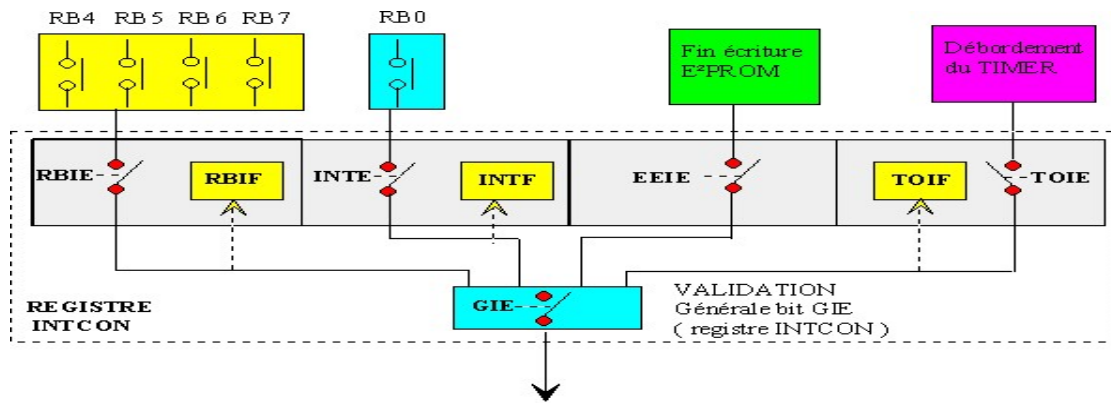 RB4 RB5 RB6 RB7
RB0
Fin écriture
E²PROM
Débordement
du TIMER
RBIE
RBIF
INTE
INTF
EEIE
TOIF
TOIE
REGISTRE
INTCON
GIE
VALIDATION
Générale bit GIE
( registre INTCON )